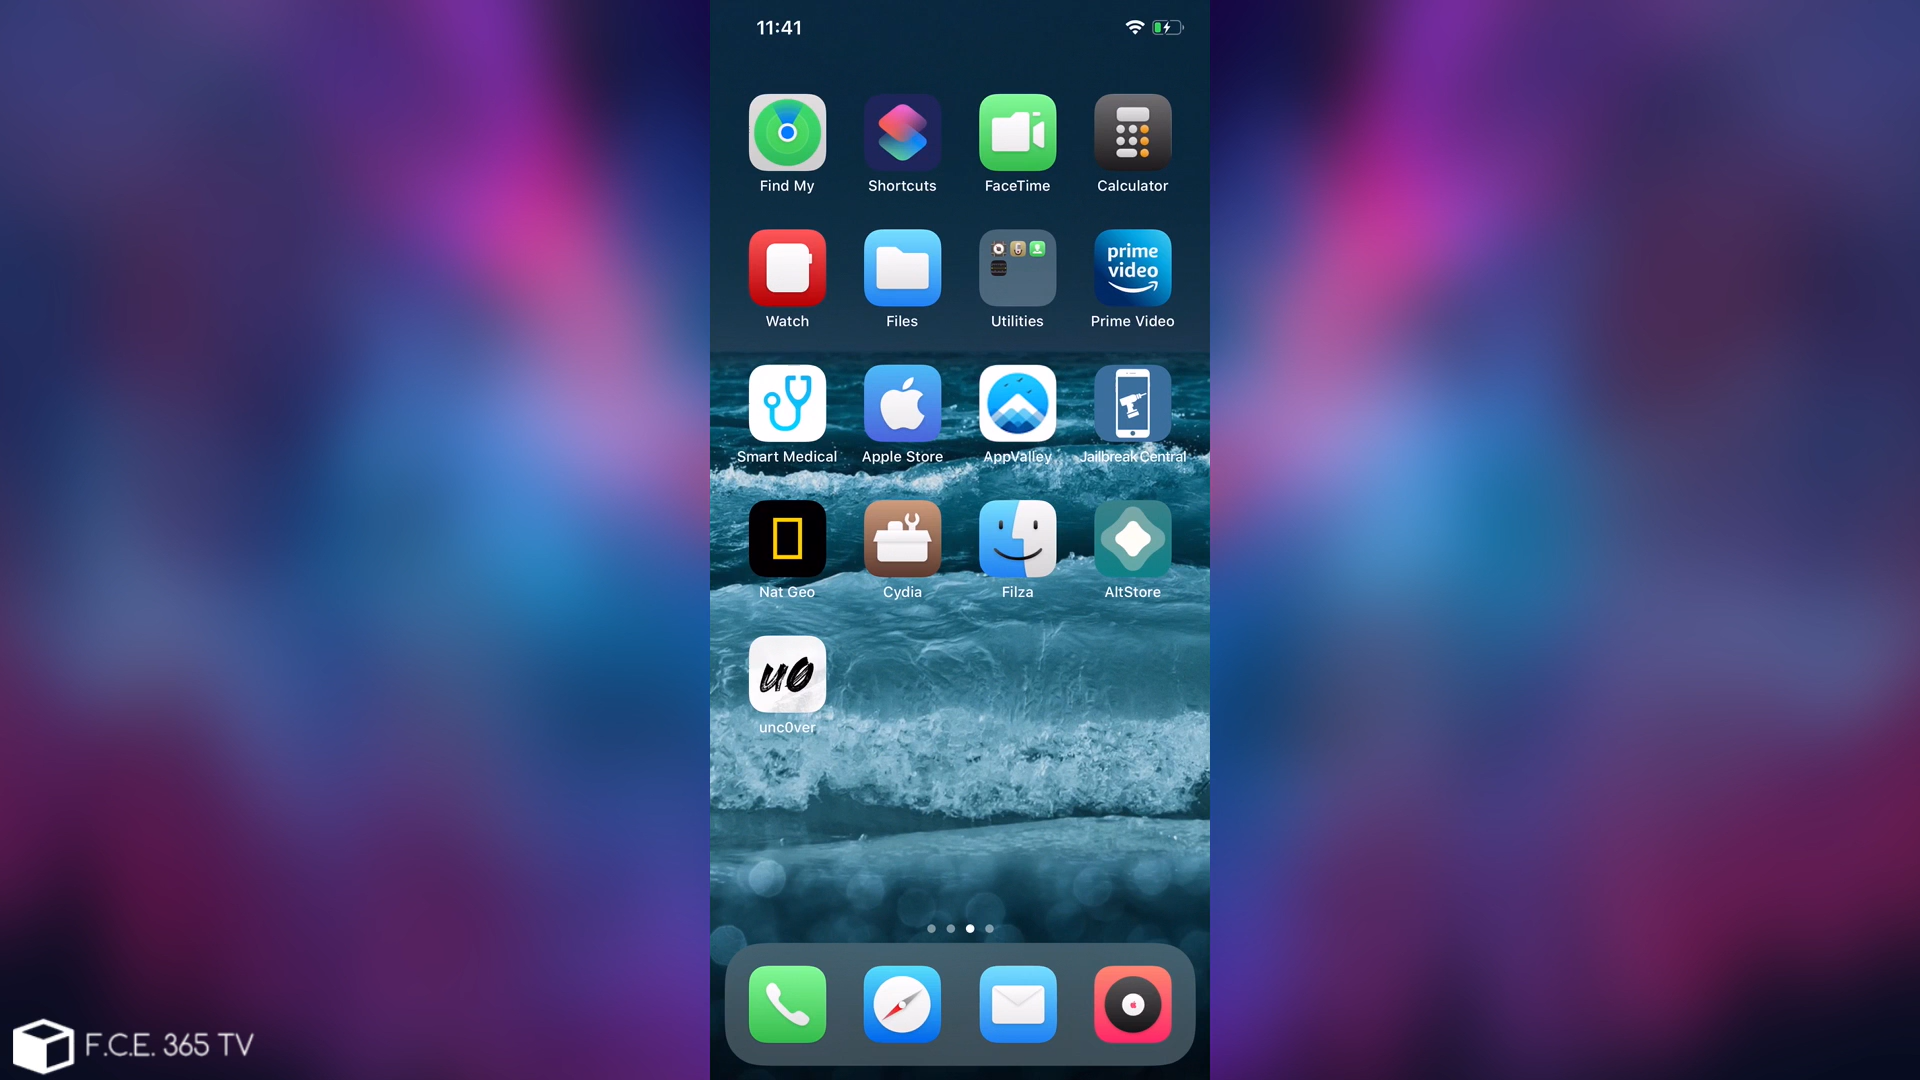 11:41
Find My
Shortcuts
FaceTime
Calculator
prime
video
Watch
Files
Utilities
Prime Video
Smart Medical
Apple Store
AppValley
Jailbreak Central
Nat Geo
Cydia
Filza
AltStore
u0
unc0ver
F.C.E. 365 TV